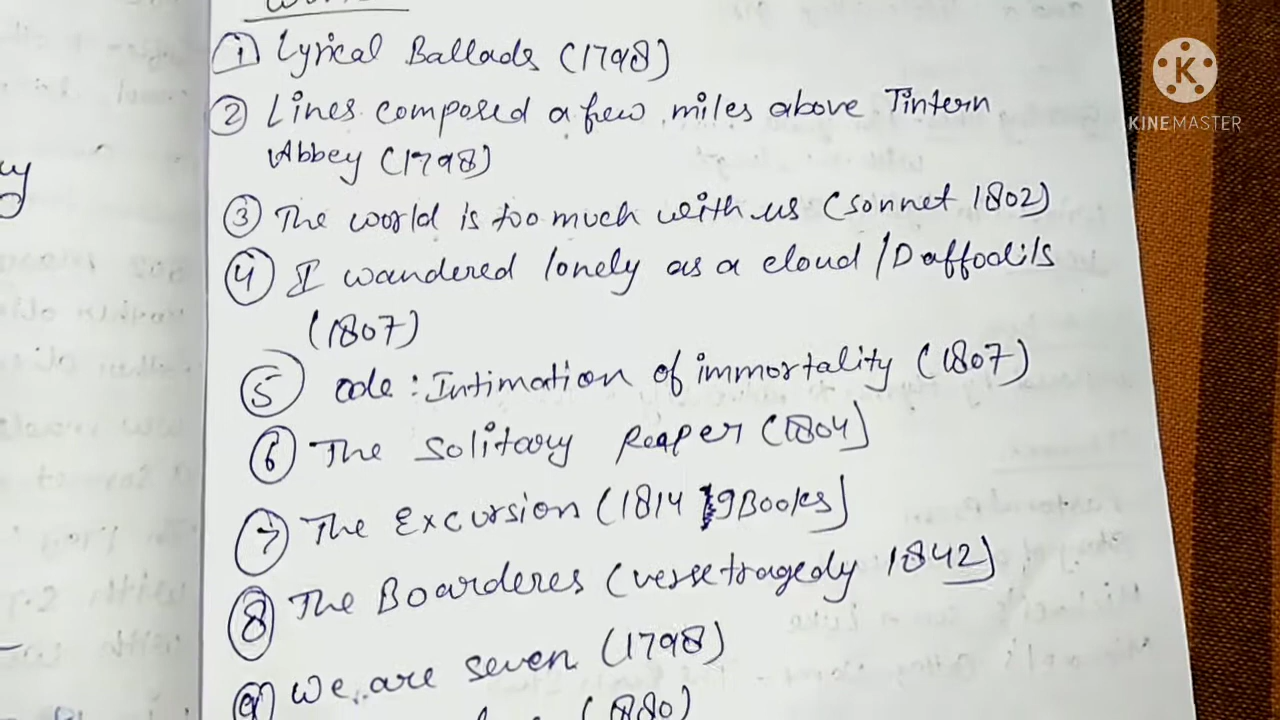 ① Lyrical Ballads (1798)
② Lines composed a few miles above Tintern
Abbey (1798)
③ The world is too much with us (sonnet 1802)
④ I wandered lonely as a cloud / Daffodils
(1807)
⑤ ode : Intimation of immortality (1807)
⑥ The Solitary Reaper (1804)
⑦ The Excursion (1814 9 Books)
⑧ The Boarderes (verse tragedy 1842)
⑨ We are seven (1798)
K
KINEMASTER